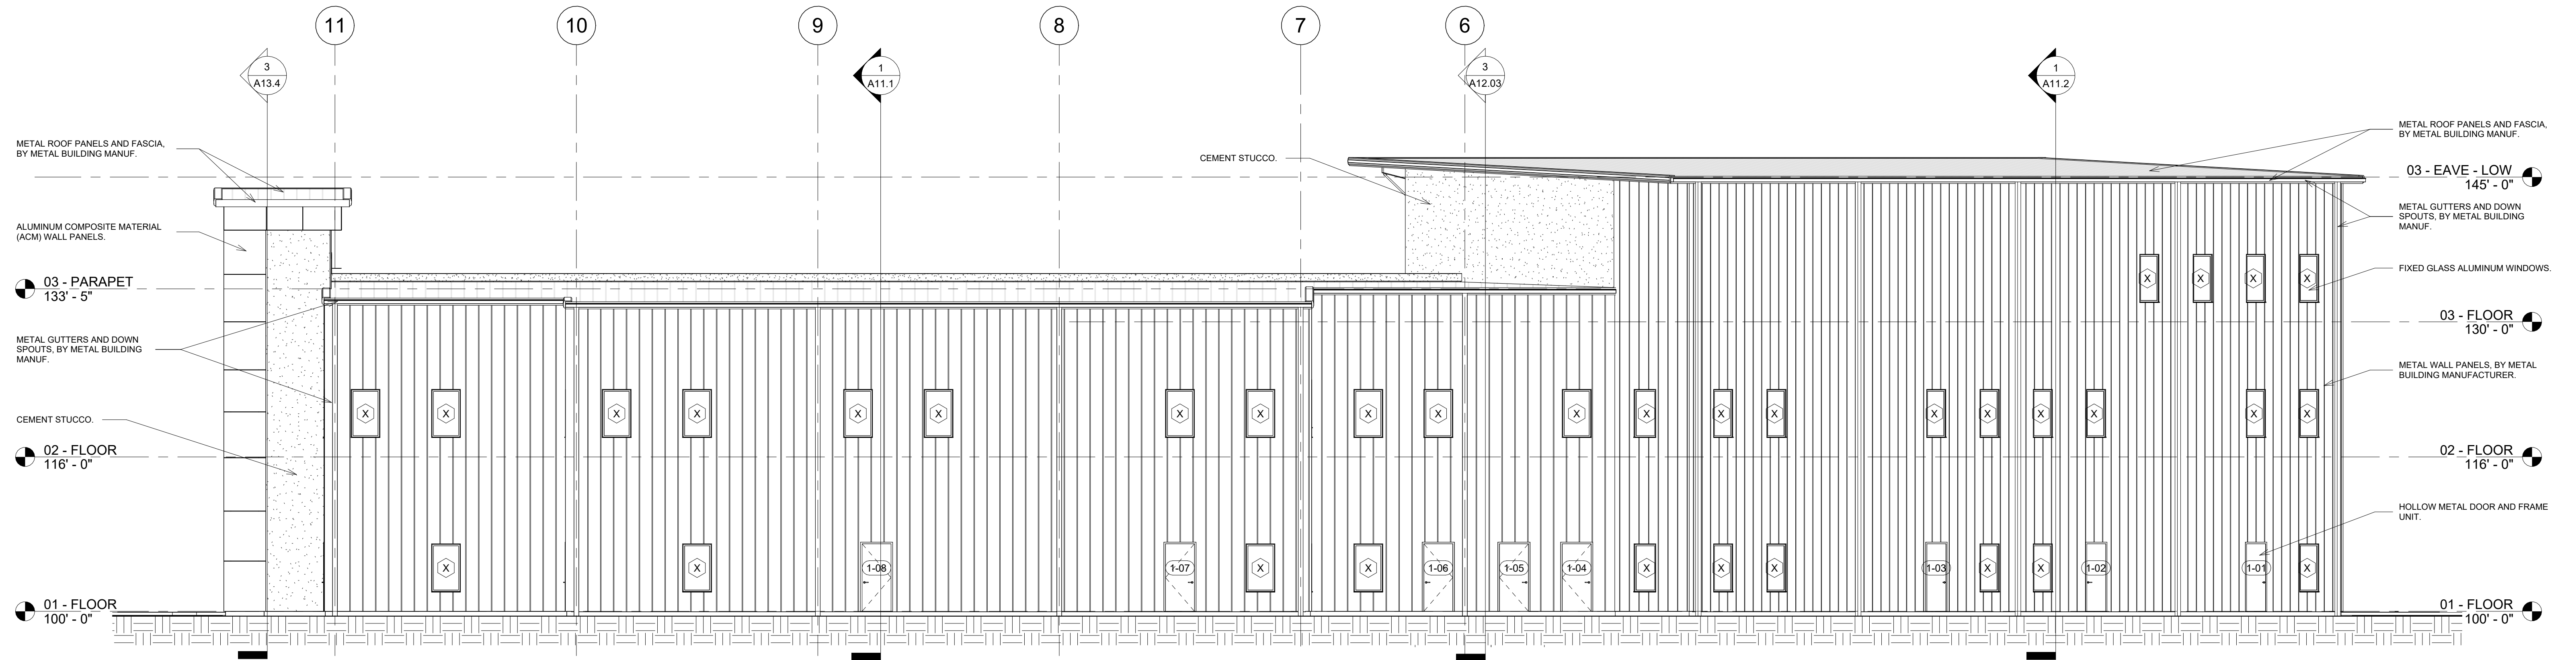 11
10
9
8
7
6
3
A13.4
1
A11.1
3
A12.03
1
A11.2
METAL ROOF PANELS AND FASCIA,
BY METAL BUILDING MANUF.
ALUMINUM COMPOSITE MATERIAL
(ACM) WALL PANELS.
03 - PARAPET
133' - 5"
METAL GUTTERS AND DOWN
SPOUTS, BY METAL BUILDING
MANUF.
CEMENT STUCCO.
02 - FLOOR
116' - 0"
01 - FLOOR
100' - 0"
CEMENT STUCCO.
METAL ROOF PANELS AND FASCIA,
BY METAL BUILDING MANUF.
03 - EAVE - LOW
145' - 0"
METAL GUTTERS AND DOWN
SPOUTS, BY METAL BUILDING
MANUF.
FIXED GLASS ALUMINUM WINDOWS.
03 - FLOOR
130' - 0"
METAL WALL PANELS, BY METAL
BUILDING MANUFACTURER.
02 - FLOOR
116' - 0"
HOLLOW METAL DOOR AND FRAME
UNIT.
01 - FLOOR
100' - 0"
X X X X
X X X X X X X X X X X X X X X X X X X X
X X 1-08 1-07 X X 1-06 1-05 1-04 X X X 1-03 X X 1-02 1-01 X